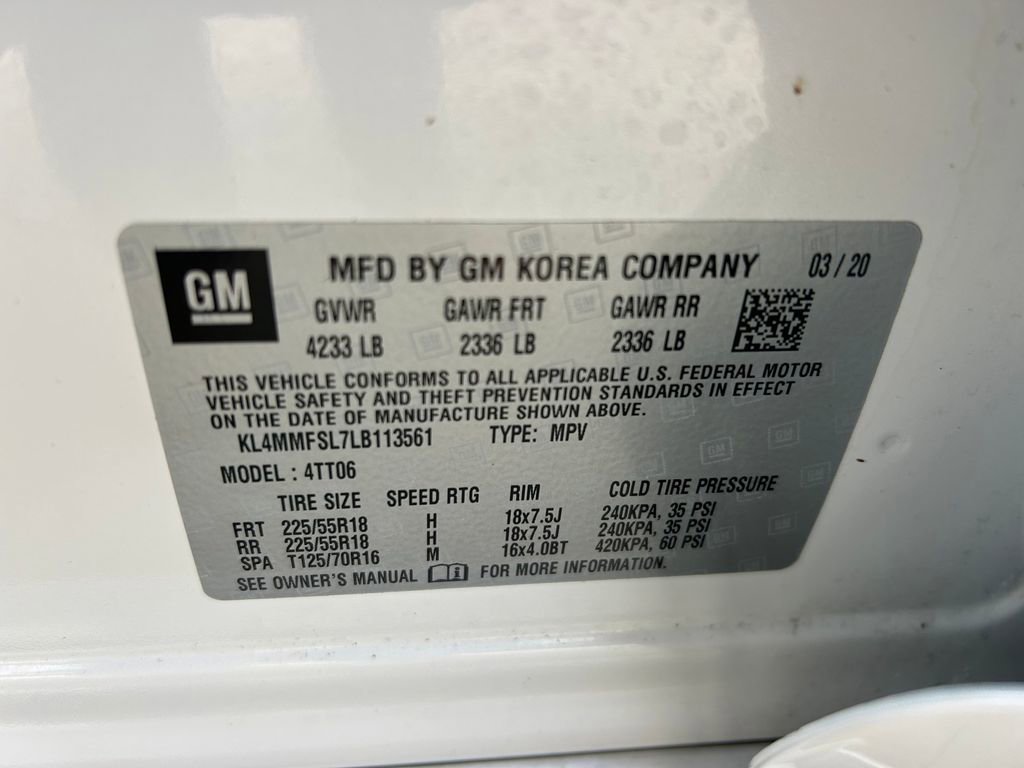 GM
MFD BY GM KOREA COMPANY 03/20
GVWR GAWR FRT GAWR RR
4233 LB 2336 LB 2336 LB
THIS VEHICLE CONFORMS TO ALL APPLICABLE U.S. FEDERAL MOTOR
VEHICLE SAFETY AND THEFT PREVENTION STANDARDS IN EFFECT
ON THE DATE OF MANUFACTURE SHOWN ABOVE.
KL4MMFSL7LB113561 TYPE: MPV
MODEL : 4TT06
TIRE SIZE SPEED RTG RIM COLD TIRE PRESSURE
FRT 225/55R18 H 18x7.5J 240KPA, 35 PSI
RR 225/55R18 H 18x7.5J 240KPA, 35 PSI
SPA T125/70R16 M 16x4.0BT 420KPA, 60 PSI
SEE OWNER'S MANUAL FOR MORE INFORMATION.